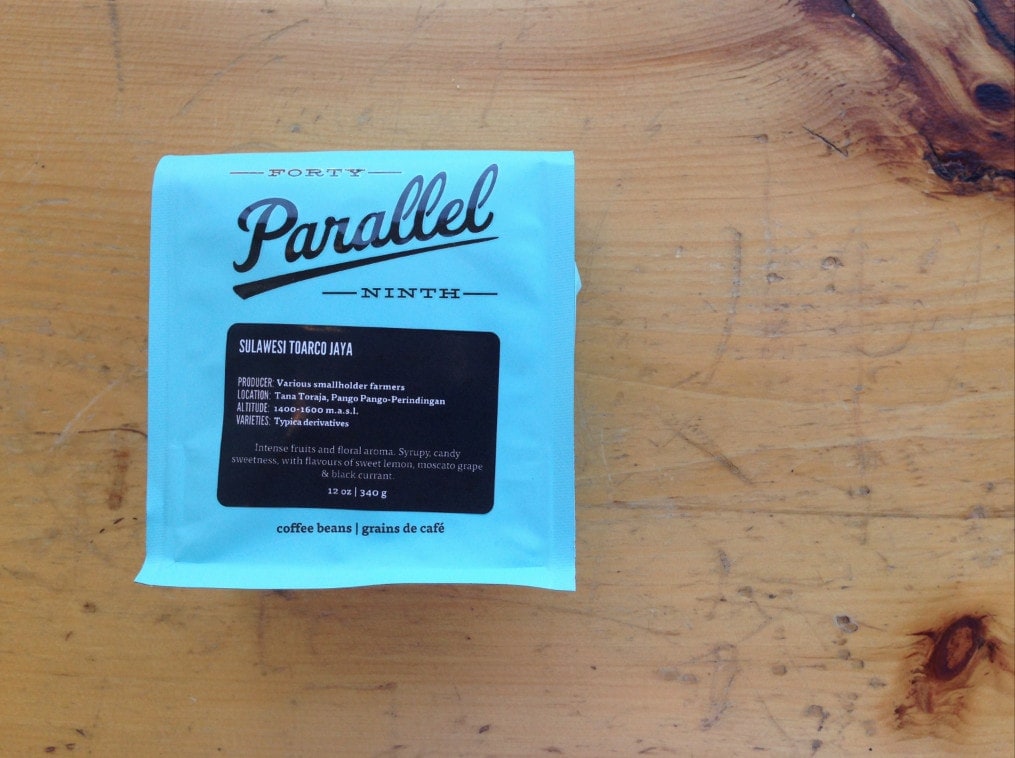 FORTY
Parallel
NINTH
SULAWESI TOARCO JAYA
PRODUCER: Various smallholder farmers
LOCATION: Tana Toraja, Pango Pango-Perindingan
ALTITUDE: 1400-1600 m.a.s.l.
VARIETIES: Typica derivatives
Intense fruits and floral aroma. Syrupy, candy
sweetness, with flavours of sweet lemon, moscato grape
& black currant.
12 oz | 340 g
coffee beans | grains de café